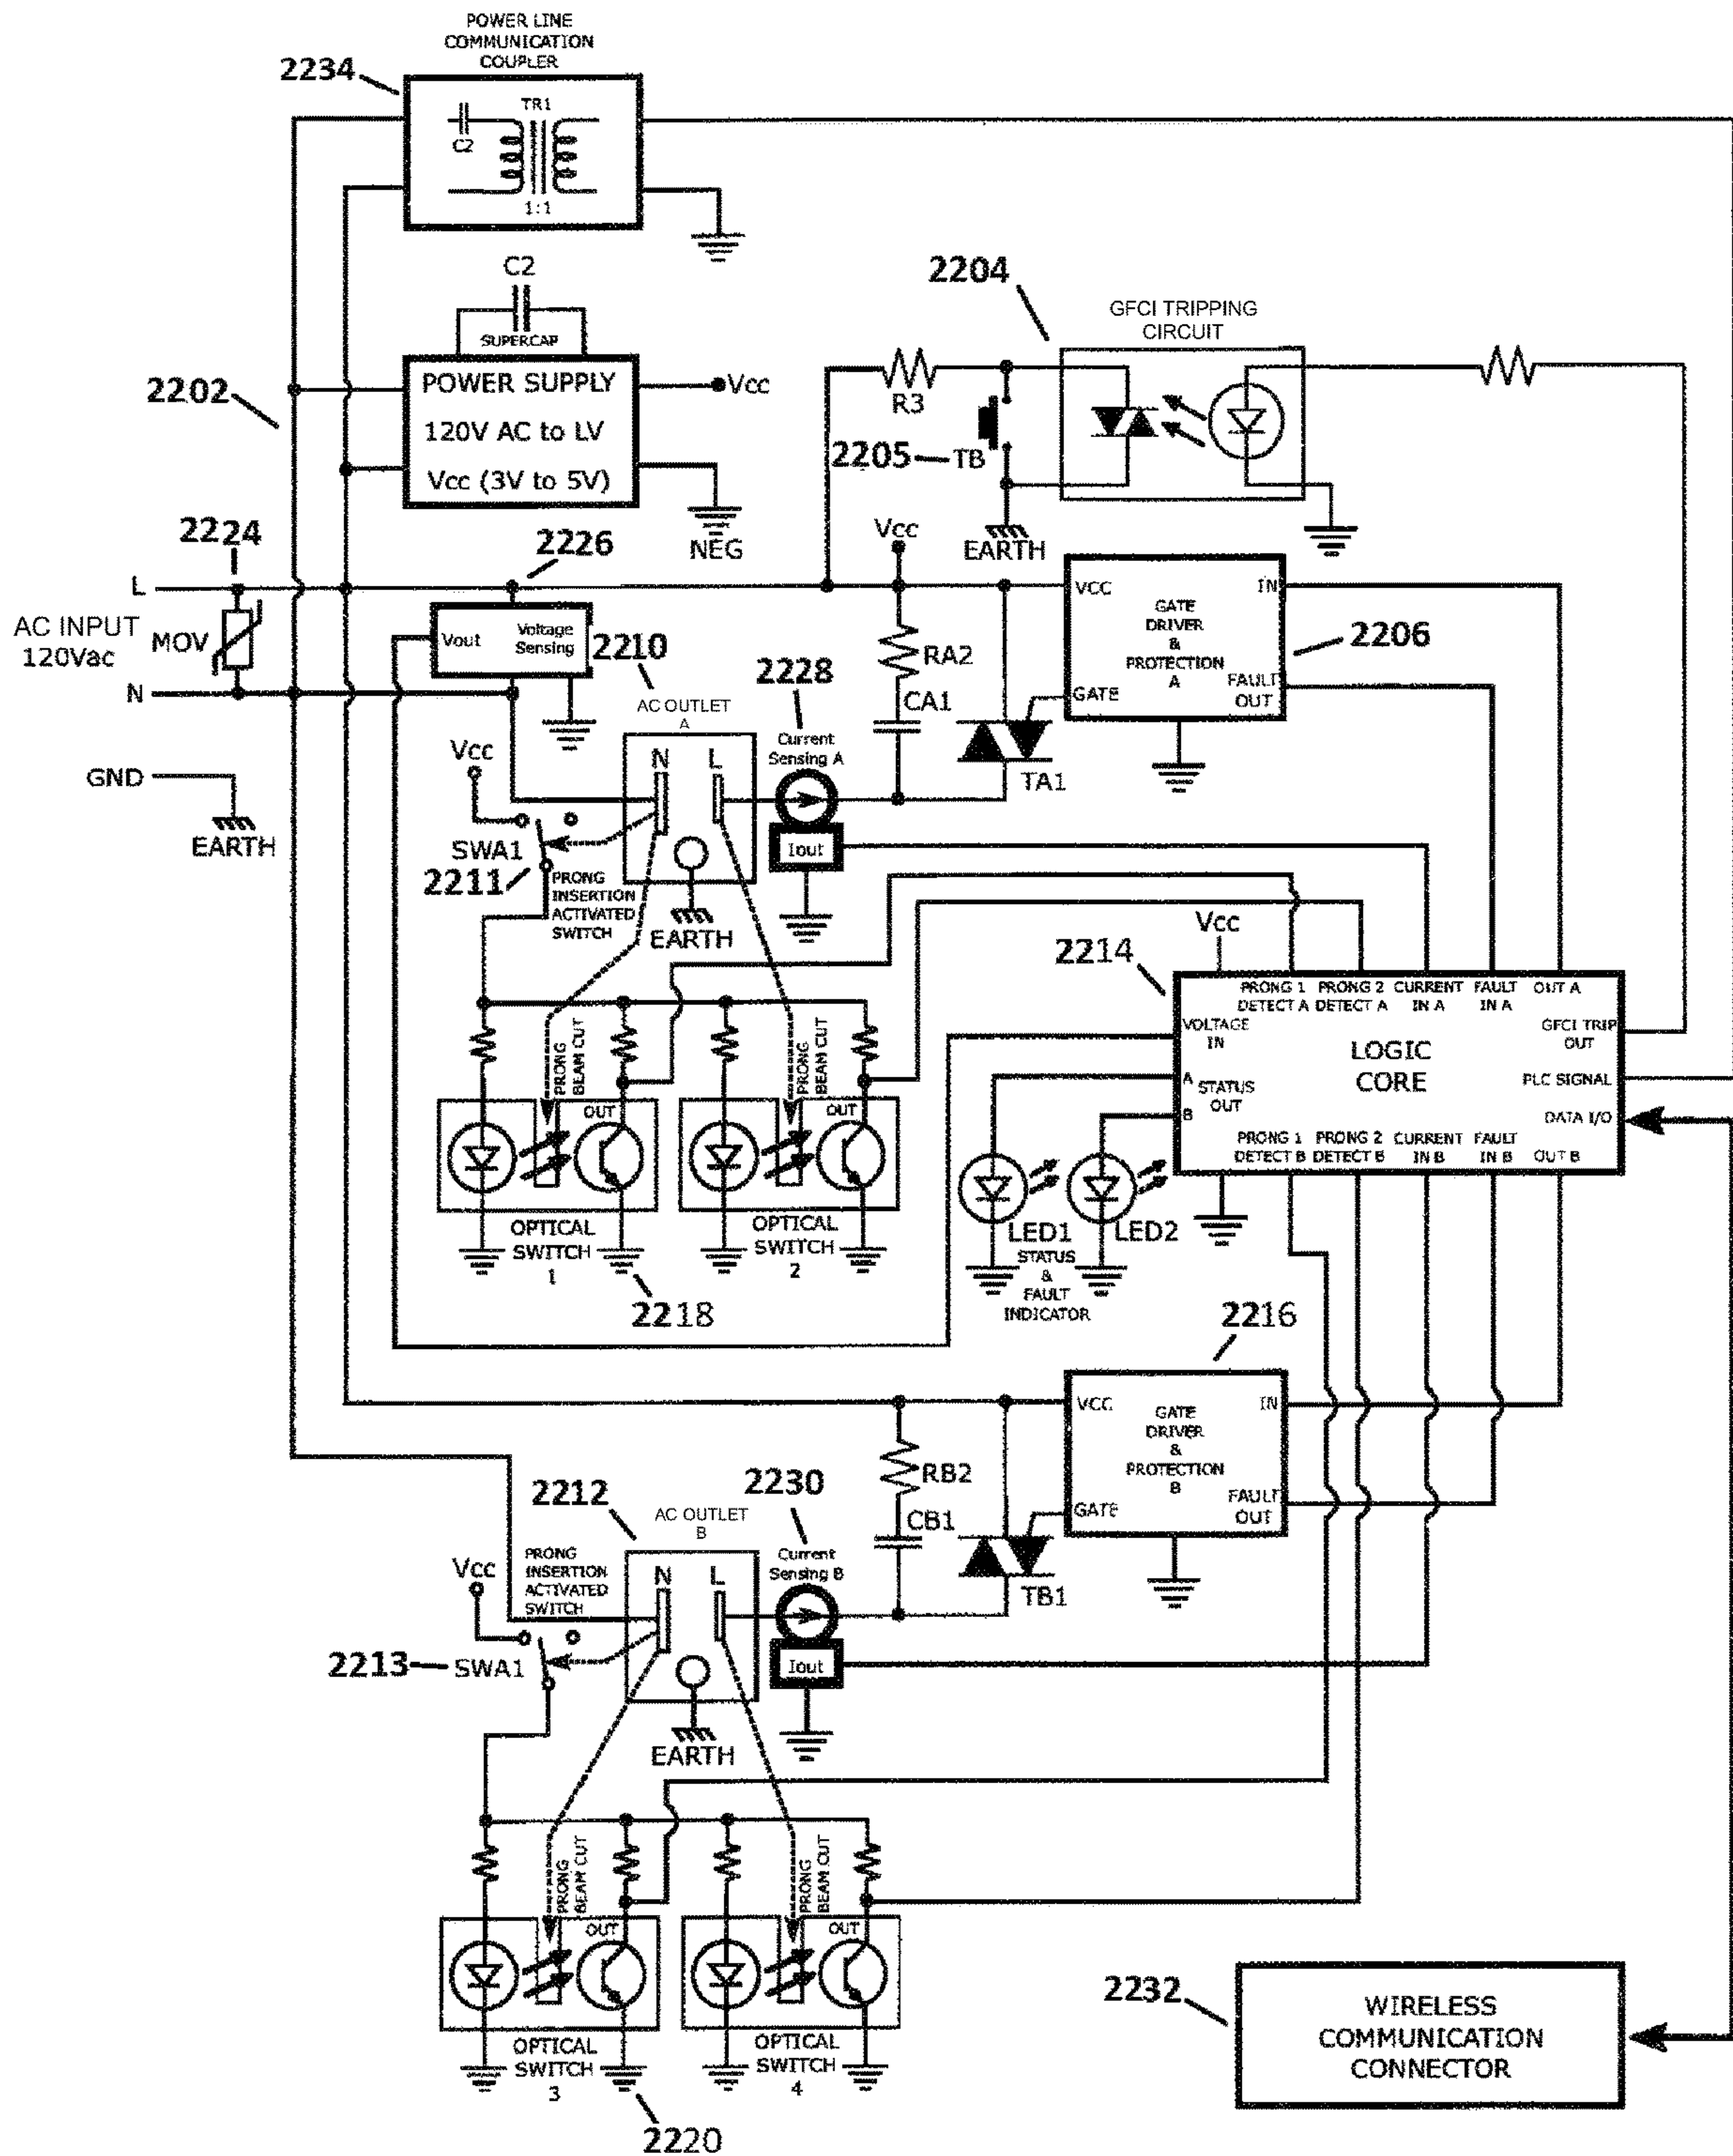 POWER LINE
COMMUNICATION
COUPLER
2234
TR1
C2
1:1
C2
SUPERCAP
2202
POWER SUPPLY
120V AC to LV
Vcc (3V to 5V)
Vcc
NEG
2204
GFCI TRIPPING
CIRCUIT
R3
2205
TB
EARTH
2224
2226
L
AC INPUT
120Vac
MOV
N
GND
EARTH
Vout
Voltage
Sensing
2210
AC OUTLET
A
N
L
2228
Current
Sensing A
Iout
Vcc
RA2
CA1
TA1
VCC
IN
GATE
DRIVER
&
PROTECTION
A
GATE
FAULT
OUT
2206
Vcc
SWA1
2211
PRONG
INSERTION
ACTIVATED
SWITCH
EARTH
Vcc
2214
PRONG 1
DETECT A
PRONG 2
DETECT A
CURRENT
IN A
FAULT
IN A
OUT A
VOLTAGE
IN
GFCI TRIP
OUT
LOGIC
CORE
A
STATUS
OUT
B
PLC SIGNAL
DATA I/O
PRONG 1
DETECT B
PRONG 2
DETECT B
CURRENT
IN B
FAULT
IN B
OUT B
PRONG
BEAM CUT
PRONG
BEAM CUT
OUT
OUT
OPTICAL
SWITCH
1
OPTICAL
SWITCH
2
2218
LED1
LED2
STATUS
&
FAULT
INDICATOR
2216
VCC
IN
GATE
DRIVER
&
PROTECTION
B
GATE
FAULT
OUT
RB2
CB1
TB1
2212
AC OUTLET
B
N
L
2230
Current
Sensing B
Iout
Vcc
PRONG
INSERTION
ACTIVATED
SWITCH
2213
SWA1
EARTH
PRONG
BEAM CUT
PRONG
BEAM CUT
OUT
OUT
OPTICAL
SWITCH
3
OPTICAL
SWITCH
4
2220
2232
WIRELESS
COMMUNICATION
CONNECTOR